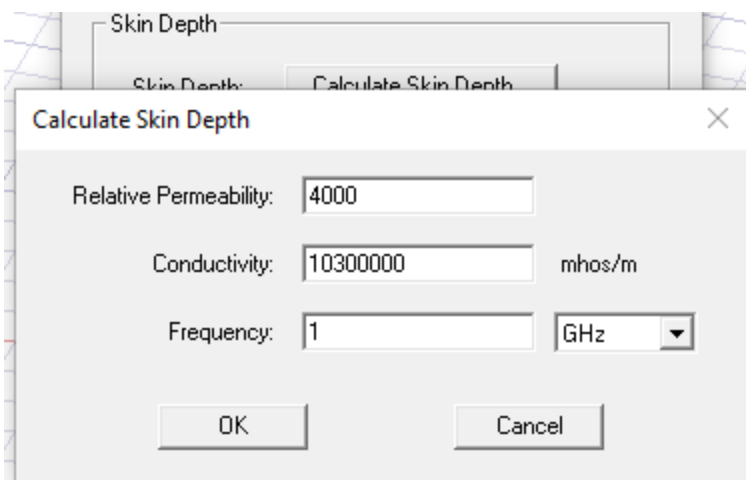 Skin Depth
Skin Depth: Calculate Skin Depth
Calculate Skin Depth
Relative Permeability: 4000
Conductivity: 10300000 mhos/m
Frequency: 1 GHz
OK Cancel